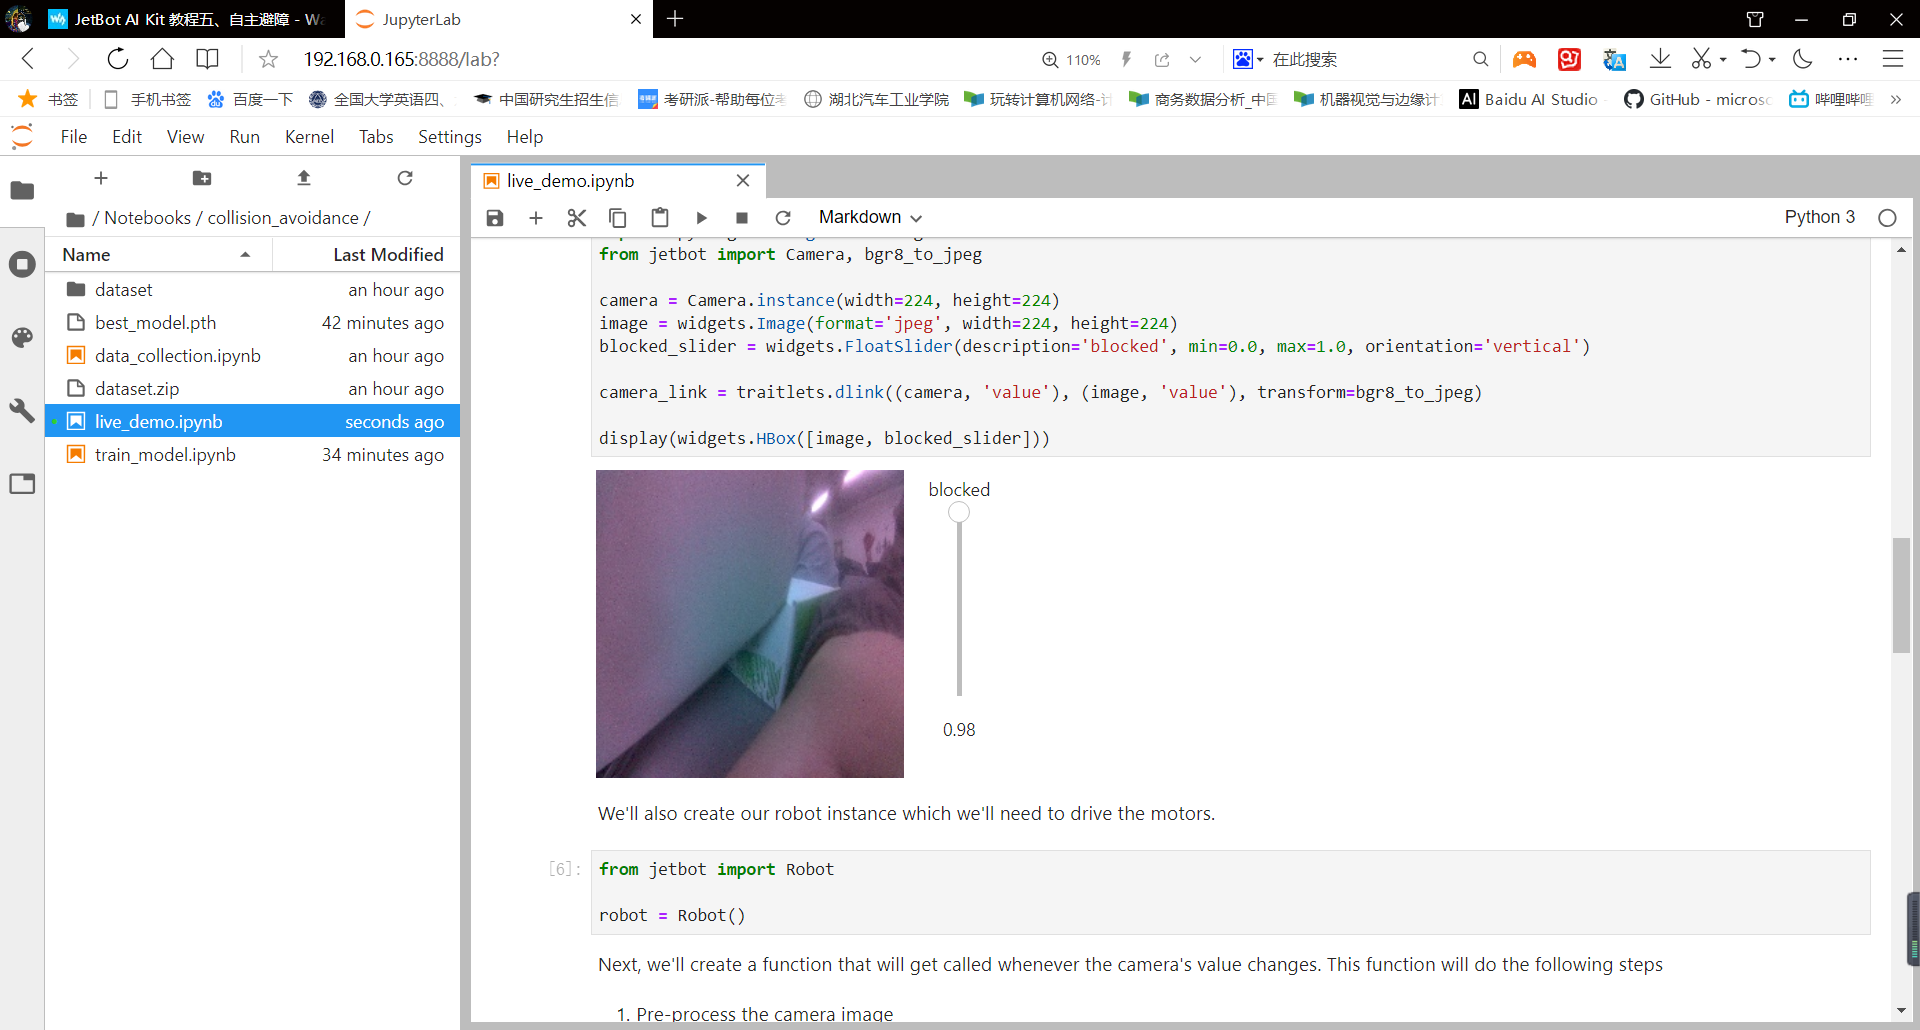 JetBot AI Kit 教程五、自主避障 - Wa
JupyterLab
192.168.0.165:8888/lab?
110%
在此搜索
书签
手机书签
百度一下
全国大学英语四、
中国研究生招生信
考研派-帮助每位考
湖北汽车工业学院
玩转计算机网络-计
商务数据分析_中国
机器视觉与边缘计
AI Baidu AI Studio
GitHub - microso
哔哩哔哩
File Edit View Run Kernel Tabs Settings Help
live_demo.ipynb
/ Notebooks / collision_avoidance /
Markdown
Python 3
Name Last Modified
dataset an hour ago
best_model.pth 42 minutes ago
data_collection.ipynb an hour ago
dataset.zip an hour ago
live_demo.ipynb seconds ago
train_model.ipynb 34 minutes ago
from jetbot import Camera, bgr8_to_jpeg
camera = Camera.instance(width=224, height=224)
image = widgets.Image(format='jpeg', width=224, height=224)
blocked_slider = widgets.FloatSlider(description='blocked', min=0.0, max=1.0, orientation='vertical')
camera_link = traitlets.dlink((camera, 'value'), (image, 'value'), transform=bgr8_to_jpeg)
display(widgets.HBox([image, blocked_slider]))
blocked
0.98
We'll also create our robot instance which we'll need to drive the motors.
[6]:
from jetbot import Robot
robot = Robot()
Next, we'll create a function that will get called whenever the camera's value changes. This function will do the following steps
1. Pre-process the camera image